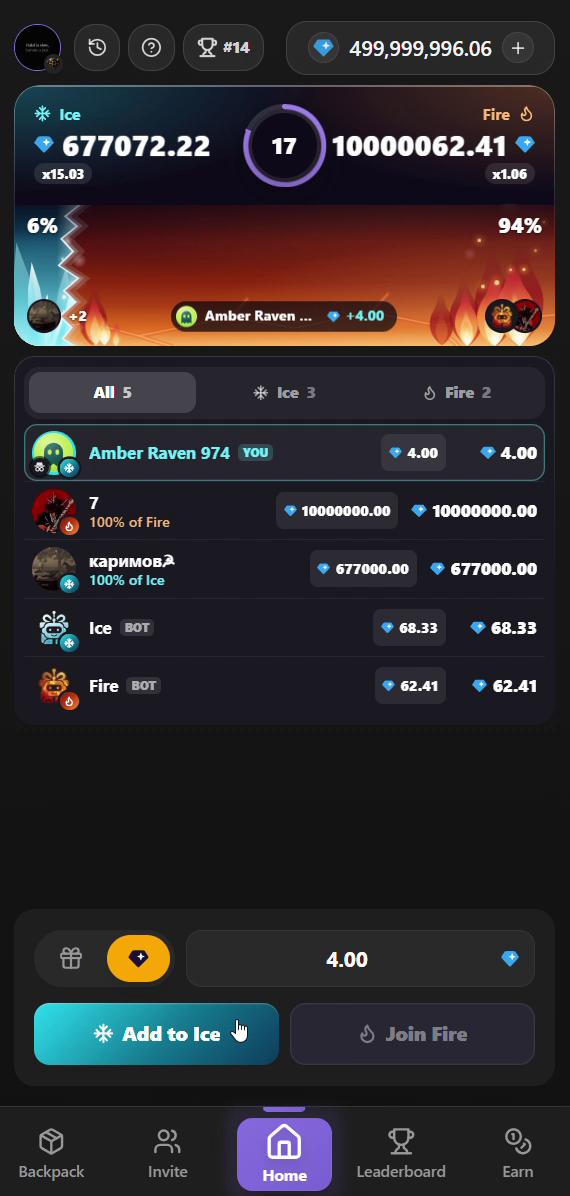 #14
499,999,996.06
Ice
Fire
677072.22
17
10000062.41
x15.03
x1.06
6%
94%
+2
Amber Raven ... +4.00
All 5
Ice 3
Fire 2
Amber Raven 974 YOU 4.00 4.00
7 10000000.00 10000000.00
100% of Fire
каримов☭ 677000.00 677000.00
100% of Ice
Ice BOT 68.33 68.33
Fire BOT 62.41 62.41
4.00
Add to Ice
Join Fire
Backpack
Invite
Home
Leaderboard
Earn